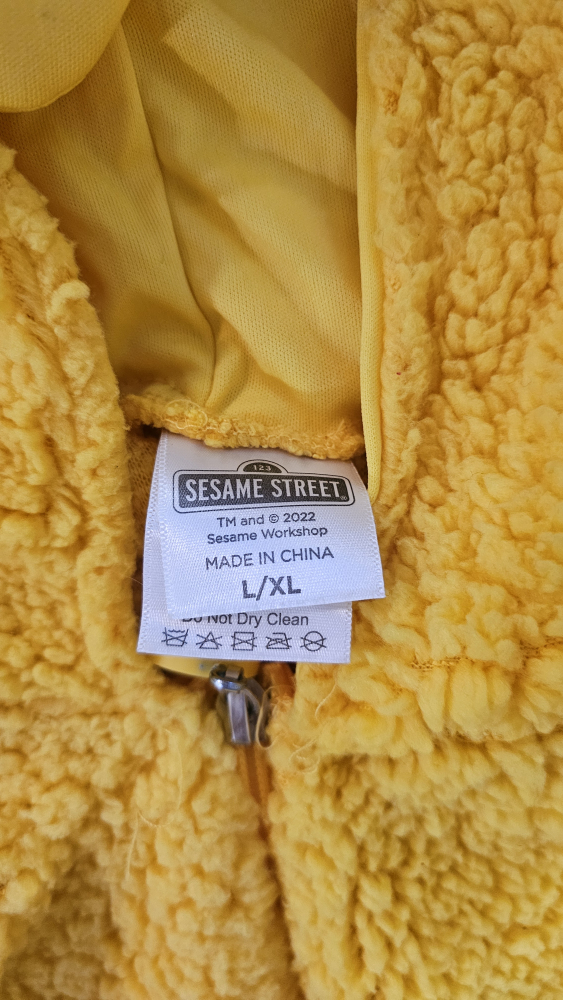 123
SESAME STREET
TM and © 2022
Sesame Workshop
MADE IN CHINA
L/XL
Do Not Dry Clean